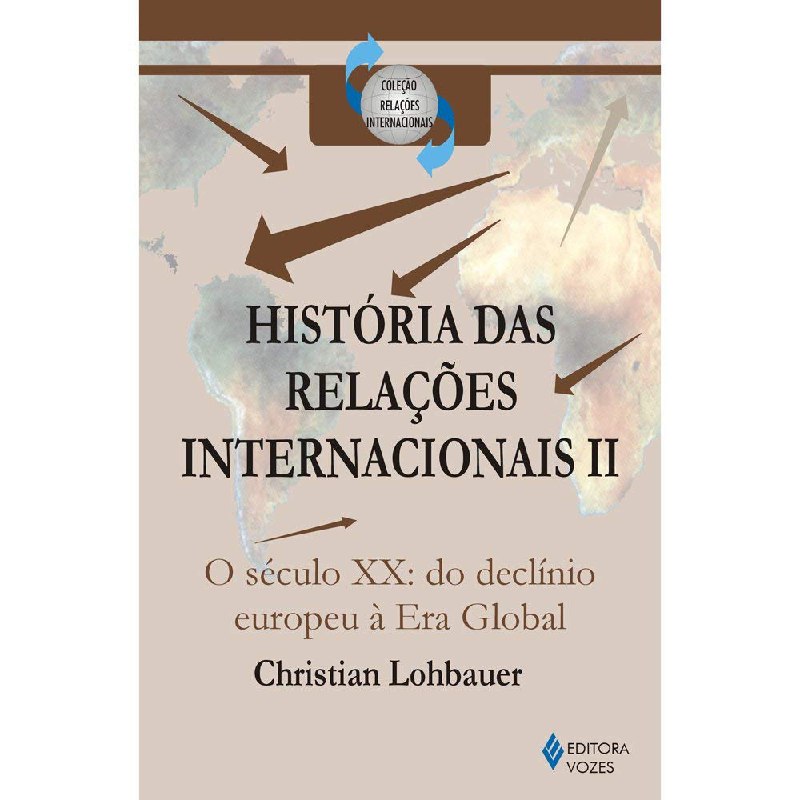 COLEÇÃO
RELAÇÕES
INTERNACIONAIS
HISTÓRIA DAS
RELAÇÕES
INTERNACIONAIS II
O século XX: do declínio
europeu à Era Global
Christian Lohbauer
EDITORA
VOZES